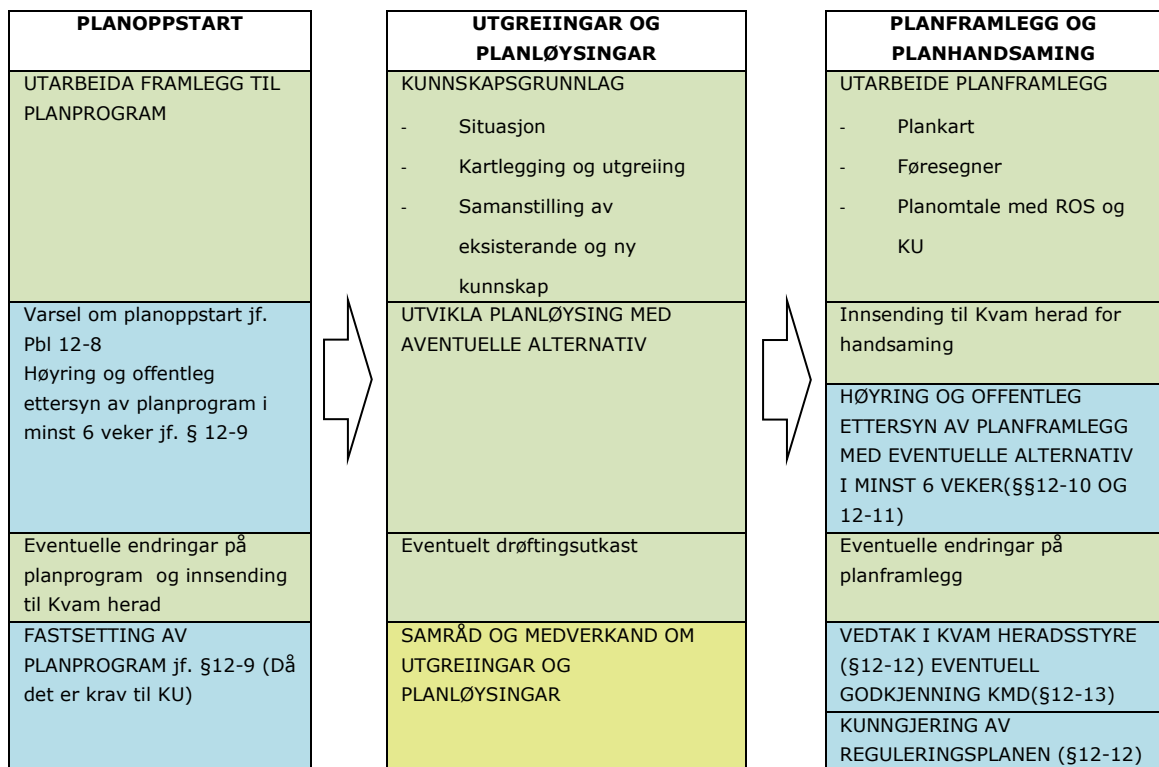 PLANOPPSTART
UTARBEIDA FRAMLEGG TIL
PLANPROGRAM
Varsel om planoppstart jf.
Pbl 12-8
Høyring og offentleg
ettersyn av planprogram i
minst 6 veker jf. § 12-9
Eventuelle endringar på
planprogram og innsending
til Kvam herad
FASTSETTING AV
PLANPROGRAM jf. §12-9 (Då
det er krav til KU)
UTGREIINGAR OG
PLANLØYSINGAR
KUNNSKAPSGRUNNLAG
- Situasjon
- Kartlegging og utgreiing
- Samanstilling av
eksisterande og ny
kunnskap
UTVIKLA PLANLØYSING MED
AVENTUELLE ALTERNATIV
Eventuelt drøftingsutkast
SAMRÅD OG MEDVERKAND OM
UTGREIINGAR OG
PLANLØYSINGAR
PLANFRAMLEGG OG
PLANHANDSAMING
UTARBEIDE PLANFRAMLEGG
- Plankart
- Føresegner
- Planomtale med ROS og
KU
Innsending til Kvam herad for
handsaming
HØYRING OG OFFENTLEG
ETTERSYN AV PLANFRAMLEGG
MED EVENTUELLE ALTERNATIV
I MINST 6 VEKER(§§12-10 OG
12-11)
Eventuelle endringar på
planframlegg
VEDTAK I KVAM HERADSSTYRE
(§12-12) EVENTUELL
GODKJENNING KMD(§12-13)
KUNNGJERING AV
REGULERINGSPLANEN (§12-12)